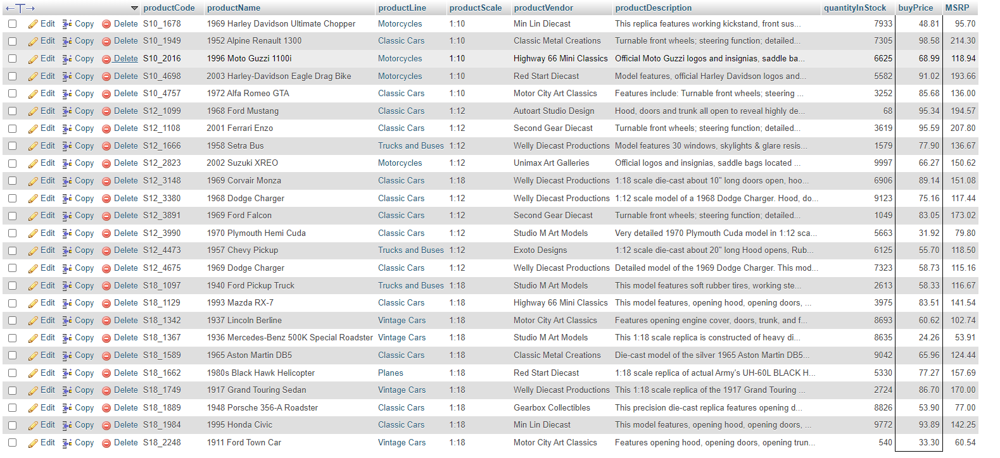 productCode productName productLine productScale productVendor productDescription quantityInStock buyPrice MSRP
Edit Copy Delete S10_1678 1969 Harley Davidson Ultimate Chopper Motorcycles 1:10 Min Lin Diecast This replica features working kickstand, front sus... 7933 48.81 95.70
Edit Copy Delete S10_1949 1952 Alpine Renault 1300 Classic Cars 1:10 Classic Metal Creations Turnable front wheels; steering function; detailed... 7305 98.58 214.30
Edit Copy Delete S10_2016 1996 Moto Guzzi 1100i Motorcycles 1:10 Highway 66 Mini Classics Official Moto Guzzi logos and insignias, saddle ba... 6625 68.99 118.94
Edit Copy Delete S10_4698 2003 Harley-Davidson Eagle Drag Bike Motorcycles 1:10 Red Start Diecast Model features, official Harley Davidson logos and... 5582 91.02 193.66
Edit Copy Delete S10_4757 1972 Alfa Romeo GTA Classic Cars 1:10 Motor City Art Classics Features include: Turnable front wheels; steering ... 3252 85.68 136.00
Edit Copy Delete S12_1099 1968 Ford Mustang Classic Cars 1:12 Autoart Studio Design Hood, doors and trunk all open to reveal highly de... 68 95.34 194.57
Edit Copy Delete S12_1108 2001 Ferrari Enzo Classic Cars 1:12 Second Gear Diecast Turnable front wheels; steering function; detailed... 3619 95.59 207.80
Edit Copy Delete S12_1666 1958 Setra Bus Trucks and Buses 1:12 Welly Diecast Productions Model features 30 windows, skylights & glare resis... 1579 77.90 136.67
Edit Copy Delete S12_2823 2002 Suzuki XREO Motorcycles 1:12 Unimax Art Galleries Official logos and insignias, saddle bags located ... 9997 66.27 150.62
Edit Copy Delete S12_3148 1969 Corvair Monza Classic Cars 1:18 Welly Diecast Productions 1:18 scale die-cast about 10" long doors open, hoo... 6906 89.14 151.08
Edit Copy Delete S12_3380 1968 Dodge Charger Classic Cars 1:12 Welly Diecast Productions 1:12 scale model of a 1968 Dodge Charger. Hood, do... 9123 75.16 117.44
Edit Copy Delete S12_3891 1969 Ford Falcon Classic Cars 1:12 Second Gear Diecast Turnable front wheels; steering function; detailed... 1049 83.05 173.02
Edit Copy Delete S12_3990 1970 Plymouth Hemi Cuda Classic Cars 1:12 Studio M Art Models Very detailed 1970 Plymouth Cuda model in 1:12 sca... 5663 31.92 79.80
Edit Copy Delete S12_4473 1957 Chevy Pickup Trucks and Buses 1:12 Exoto Designs 1:12 scale die-cast about 20" long Hood opens, Rub... 6125 55.70 118.50
Edit Copy Delete S12_4675 1969 Dodge Charger Classic Cars 1:12 Welly Diecast Productions Detailed model of the 1969 Dodge Charger. This mod... 7323 58.73 115.16
Edit Copy Delete S18_1097 1940 Ford Pickup Truck Trucks and Buses 1:18 Studio M Art Models This model features soft rubber tires, working ste... 2613 58.33 116.67
Edit Copy Delete S18_1129 1993 Mazda RX-7 Classic Cars 1:18 Highway 66 Mini Classics This model features, opening hood, opening doors, ... 3975 83.51 141.54
Edit Copy Delete S18_1342 1937 Lincoln Berline Vintage Cars 1:18 Motor City Art Classics Features opening engine cover, doors, trunk, and f... 8693 60.62 102.74
Edit Copy Delete S18_1367 1936 Mercedes-Benz 500K Special Roadster Vintage Cars 1:18 Studio M Art Models This 1:18 scale replica is constructed of heavy di... 8635 24.26 53.91
Edit Copy Delete S18_1589 1965 Aston Martin DB5 Classic Cars 1:18 Classic Metal Creations Die-cast model of the silver 1965 Aston Martin DB5... 9042 65.96 124.44
Edit Copy Delete S18_1662 1980s Black Hawk Helicopter Planes 1:18 Red Start Diecast 1:18 scale replica of actual Army's UH-60L BLACK H... 5330 77.27 157.69
Edit Copy Delete S18_1749 1917 Grand Touring Sedan Vintage Cars 1:18 Welly Diecast Productions This 1:18 scale replica of the 1917 Grand Touring ... 2724 86.70 170.00
Edit Copy Delete S18_1889 1948 Porsche 356-A Roadster Classic Cars 1:18 Gearbox Collectibles This precision die-cast replica features opening d... 8826 53.90 77.00
Edit Copy Delete S18_1984 1995 Honda Civic Classic Cars 1:18 Min Lin Diecast This model features, opening hood, opening doors, ... 9772 93.89 142.25
Edit Copy Delete S18_2248 1911 Ford Town Car Vintage Cars 1:18 Motor City Art Classics Features opening hood, opening doors, opening trun... 540 33.30 60.54